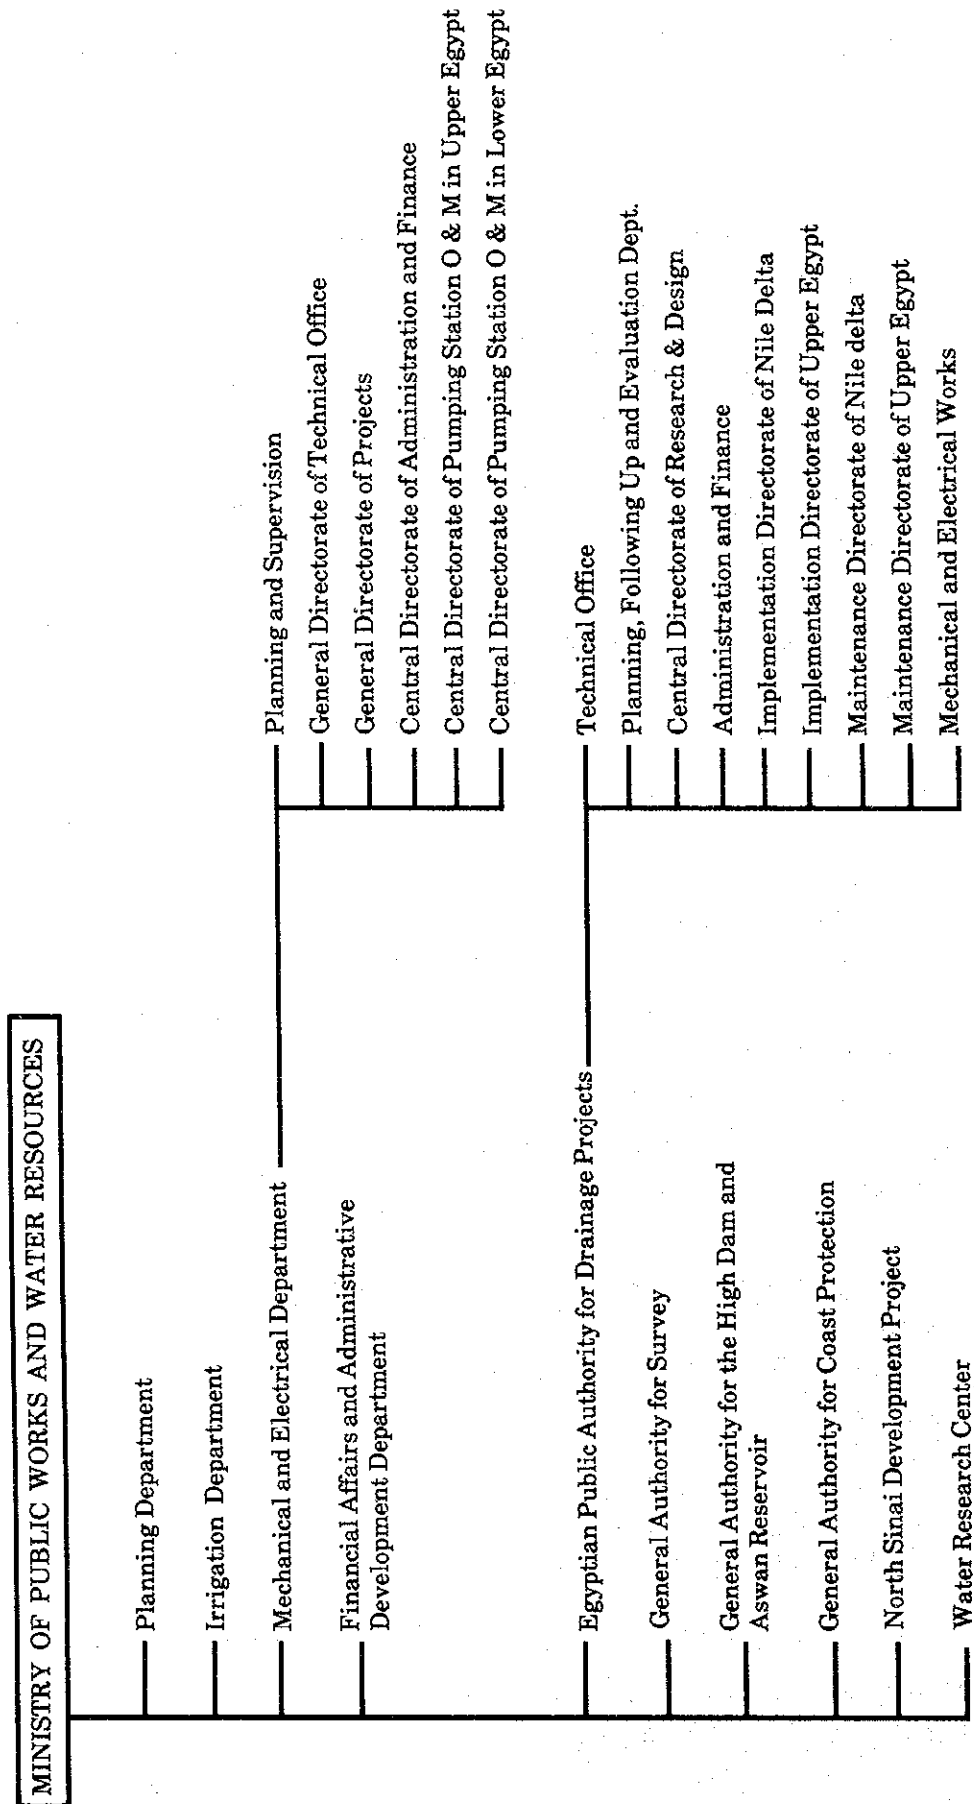 MINISTRY OF PUBLIC WORKS AND WATER RESOURCES
Planning Department
Irrigation Department
Mechanical and Electrical Department
Financial Affairs and Administrative
Development Department
Egyptian Public Authority for Drainage Projects
General Authority for Survey
General Authority for the High Dam and
Aswan Reservoir
General Authority for Coast Protection
North Sinai Development Project
Water Research Center
Planning and Supervision
General Directorate of Technical Office
General Directorate of Projects
Central Directorate of Administration and Finance
Central Directorate of Pumping Station O & M in Upper Egypt
Central Directorate of Pumping Station O & M in Lower Egypt
Technical Office
Planning, Following Up and Evaluation Dept.
Central Directorate of Research & Design
Administration and Finance
Implementation Directorate of Nile Delta
Implementation Directorate of Upper Egypt
Maintenance Directorate of Nile delta
Maintenance Directorate of Upper Egypt
Mechanical and Electrical Works